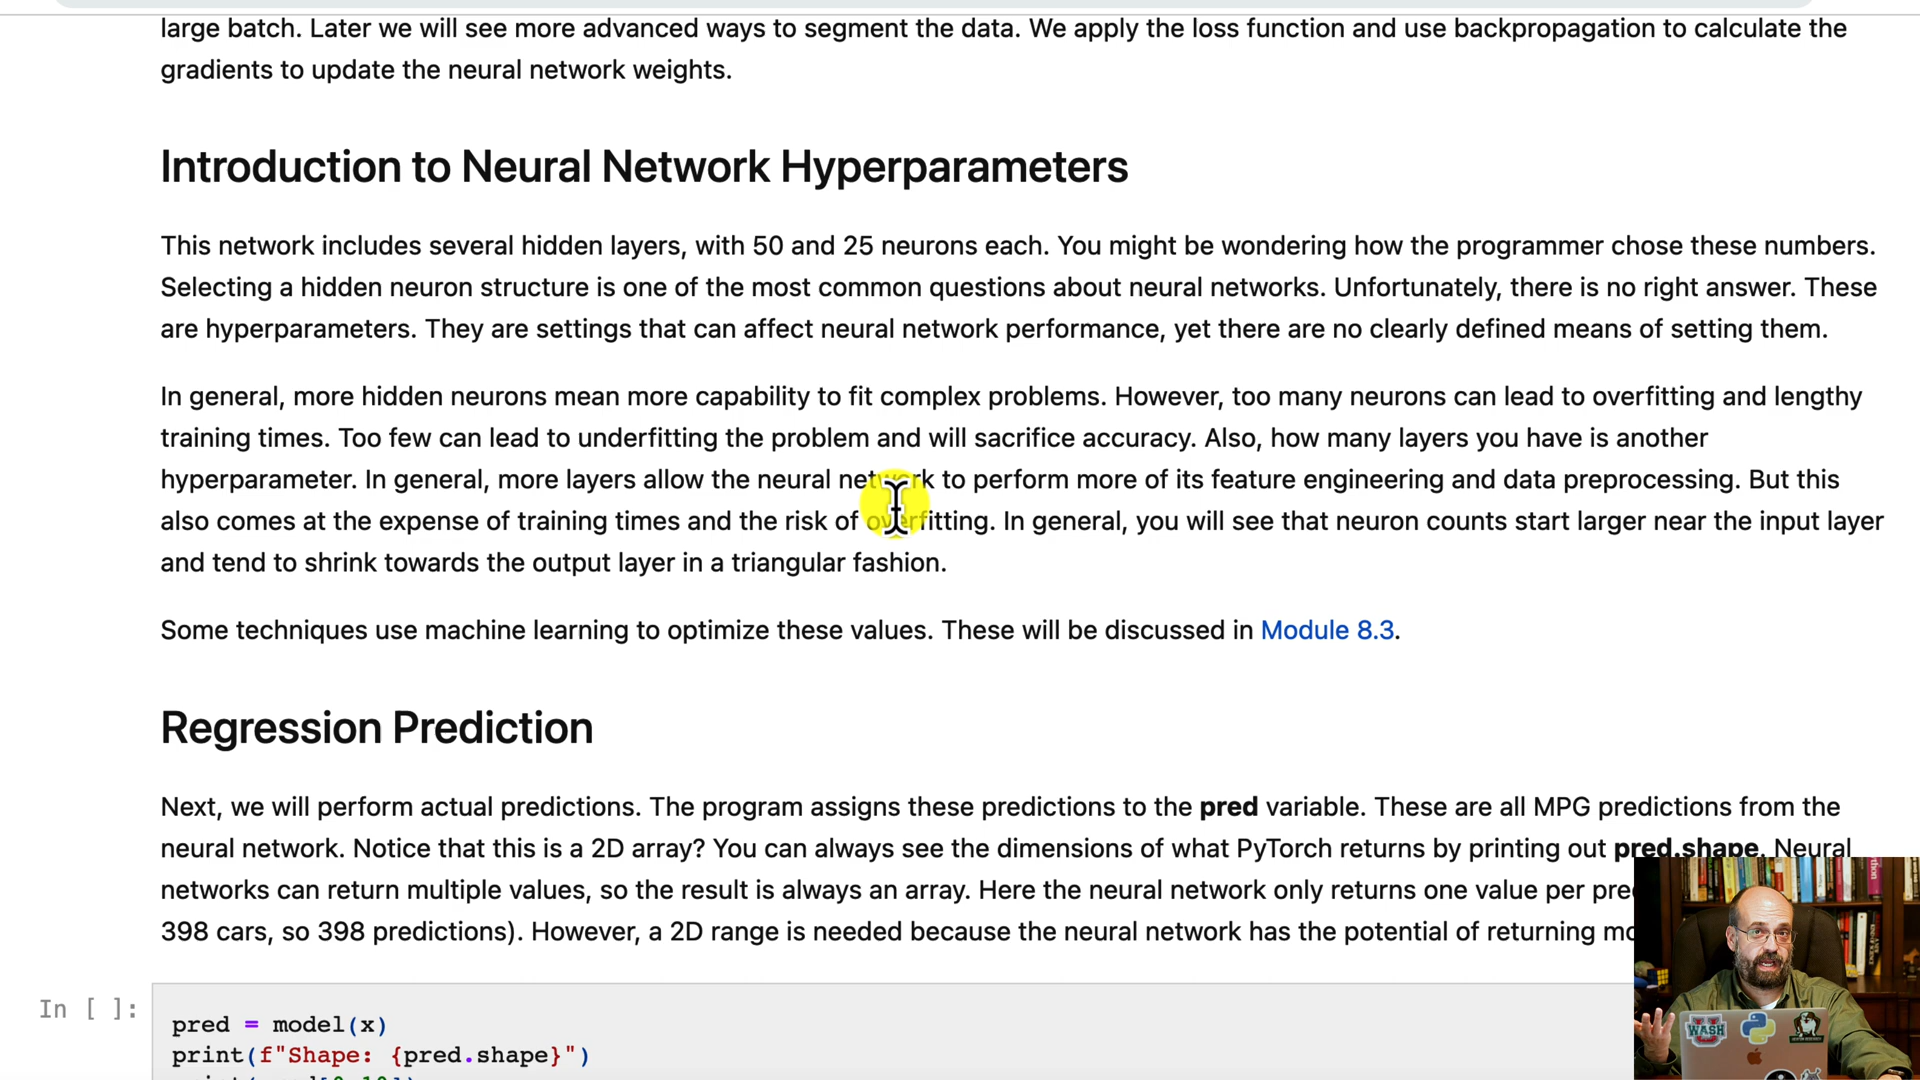 large batch. Later we will see more advanced ways to segment the data. We apply the loss function and use backpropagation to calculate the
gradients to update the neural network weights.
Introduction to Neural Network Hyperparameters
This network includes several hidden layers, with 50 and 25 neurons each. You might be wondering how the programmer chose these numbers.
Selecting a hidden neuron structure is one of the most common questions about neural networks. Unfortunately, there is no right answer. These
are hyperparameters. They are settings that can affect neural network performance, yet there are no clearly defined means of setting them.
In general, more hidden neurons mean more capability to fit complex problems. However, too many neurons can lead to overfitting and lengthy
training times. Too few can lead to underfitting the problem and will sacrifice accuracy. Also, how many layers you have is another
hyperparameter. In general, more layers allow the neural network to perform more of its feature engineering and data preprocessing. But this
also comes at the expense of training times and the risk of overfitting. In general, you will see that neuron counts start larger near the input layer
and tend to shrink towards the output layer in a triangular fashion.
Some techniques use machine learning to optimize these values. These will be discussed in Module 8.3.
Regression Prediction
Next, we will perform actual predictions. The program assigns these predictions to the pred variable. These are all MPG predictions from the
neural network. Notice that this is a 2D array? You can always see the dimensions of what PyTorch returns by printing out pred.shape. Neural
networks can return multiple values, so the result is always an array. Here the neural network only returns one value per
398 cars, so 398 predictions). However, a 2D range is needed because the neural network has the potential of returning
In [ ]:
pred = model(x)
print(f"Shape: {pred.shape}")
WASH